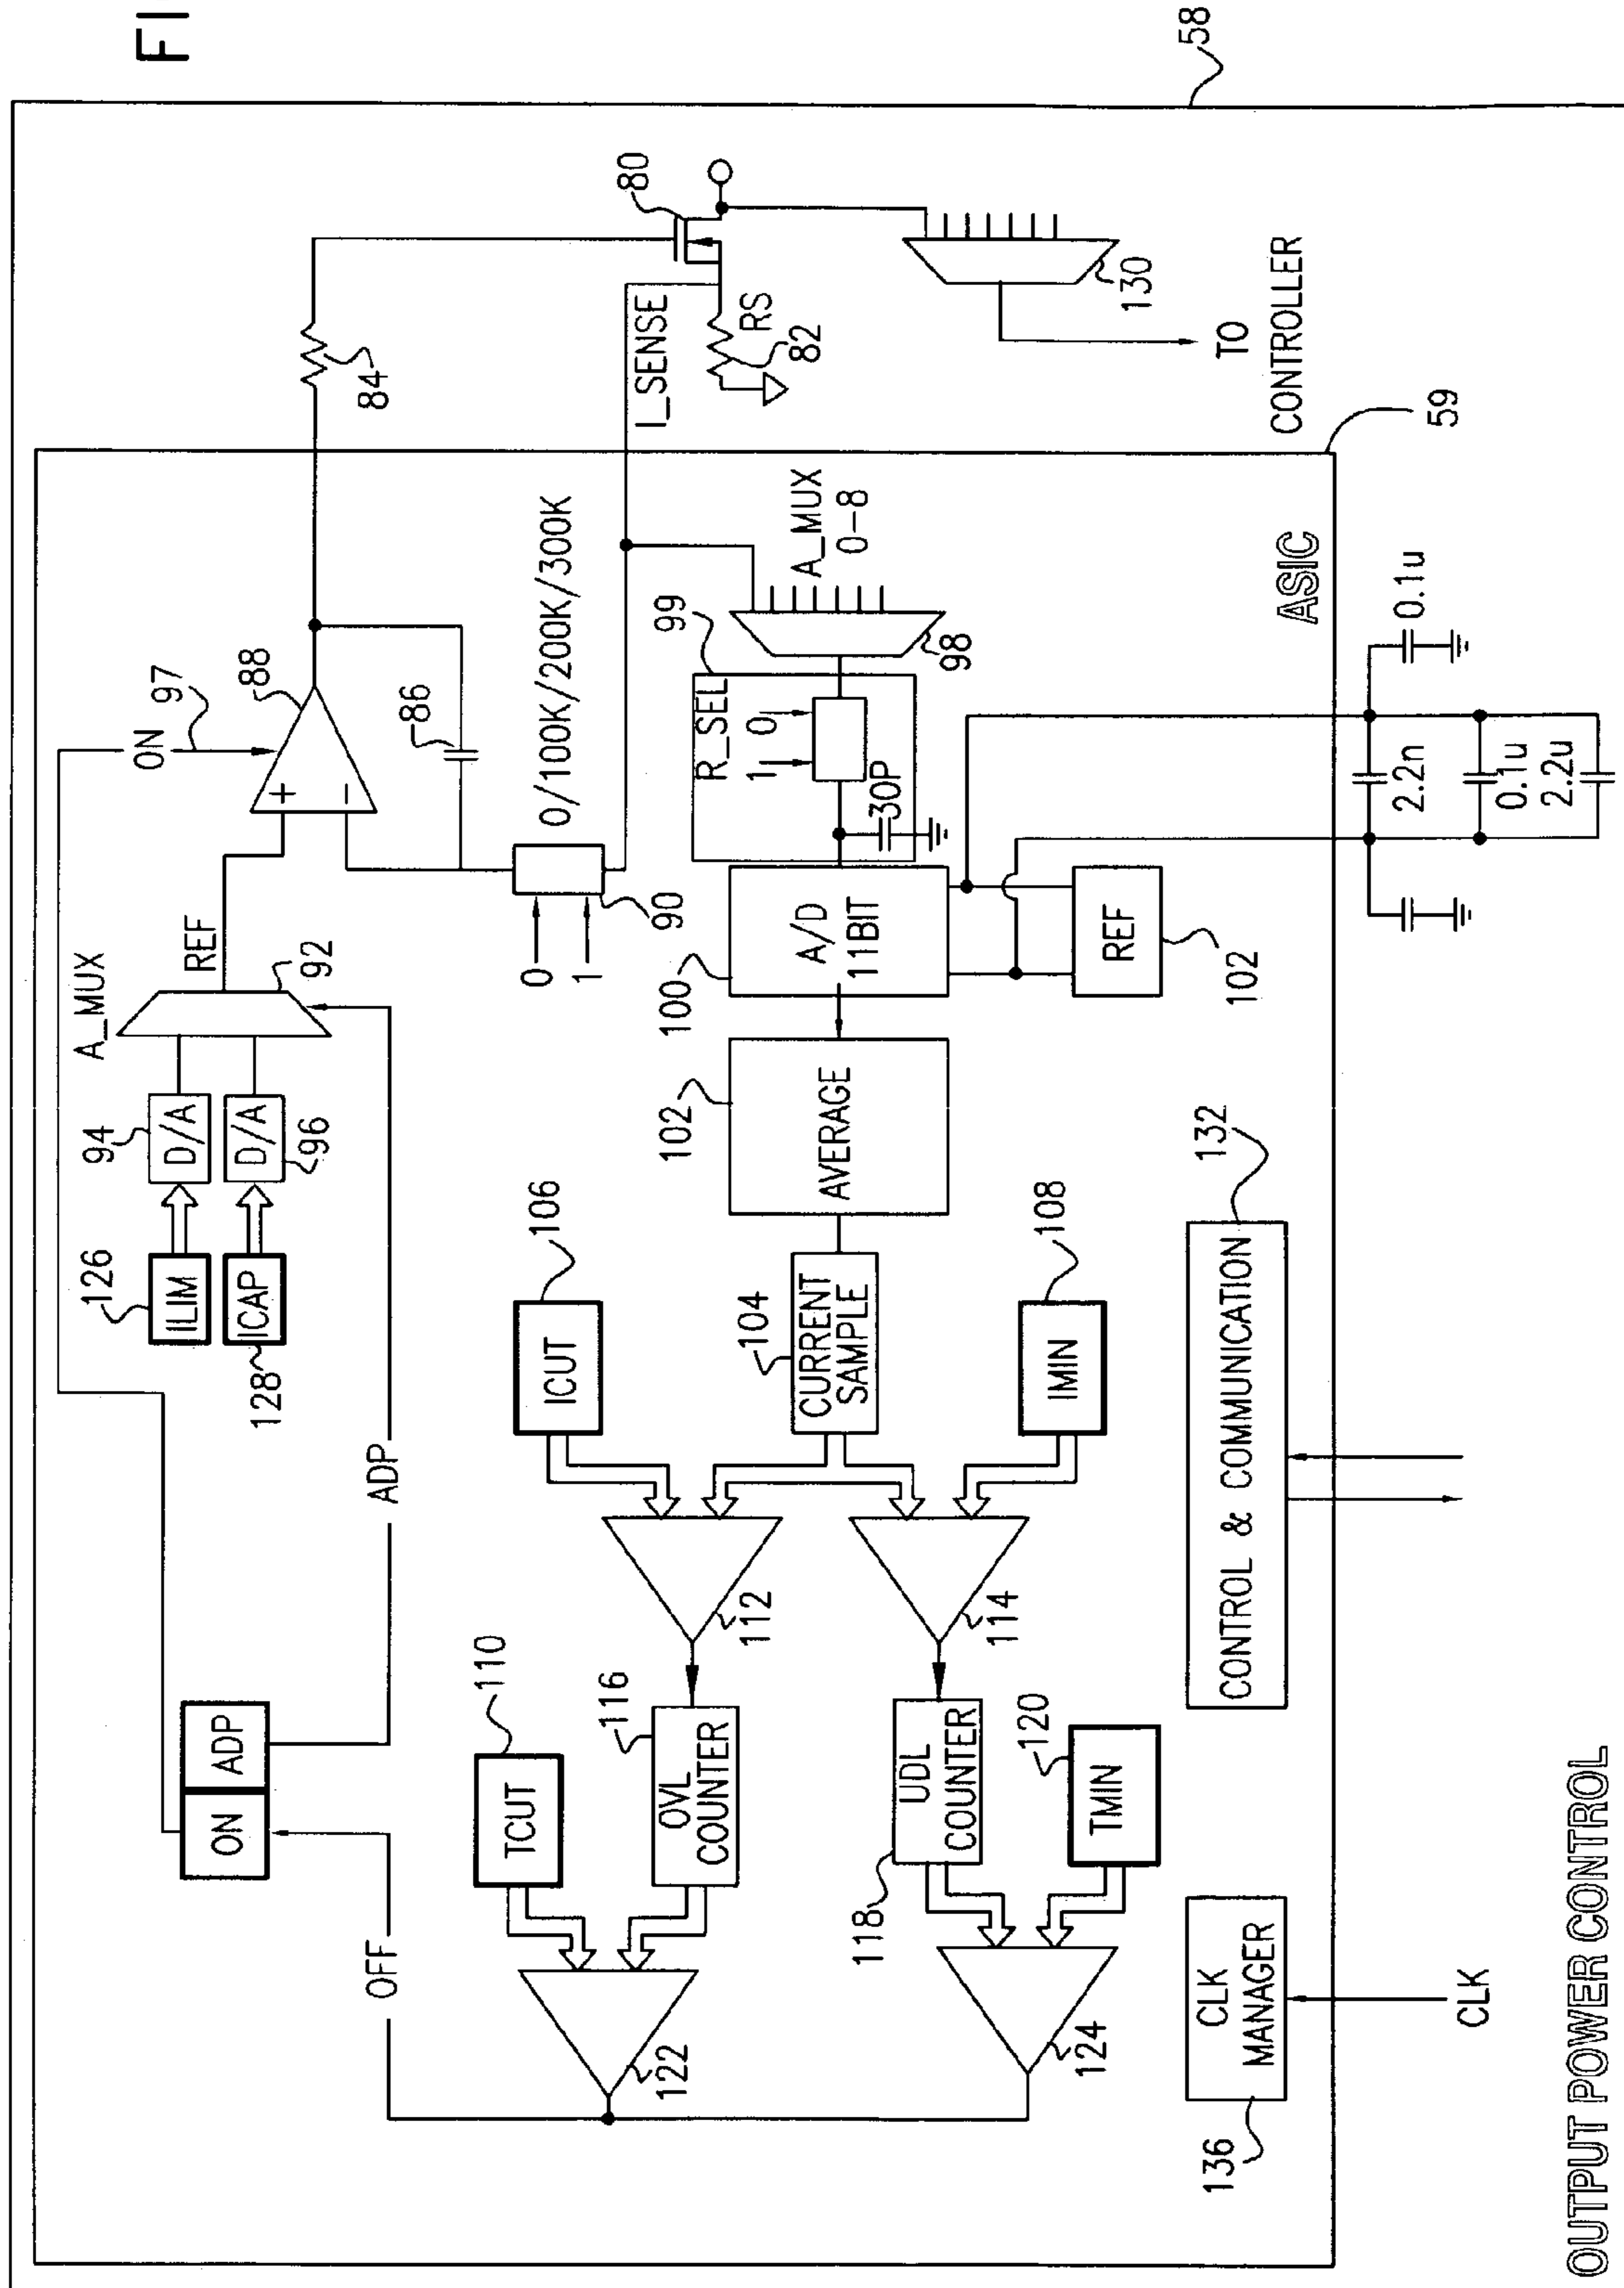 FI
58
ON
97
88
84
80
86
A_MUX
REF
92
94
D/A
D/A
96
126
ILIM
ICAP
128
ON
ADP
ADP
OFF
0/100K/200K/300K
0
1
90
I_SENSE
RS
82
130
TO
CONTROLLER
A_MUX
0-8
99
98
R_SEL
1
0
30P
A/D
11BIT
100
REF
102
AVERAGE
102
CURRENT
SAMPLE
104
ICUT
106
IMIN
108
112
114
TCUT
110
OVL
COUNTER
116
UDL
COUNTER
118
TMIN
120
122
124
CONTROL & COMMUNICATION
132
CLK
MANAGER
136
CLK
ASIC
59
0.1u
2.2n
0.1u
2.2u
OUTPUT POWER CONTROL